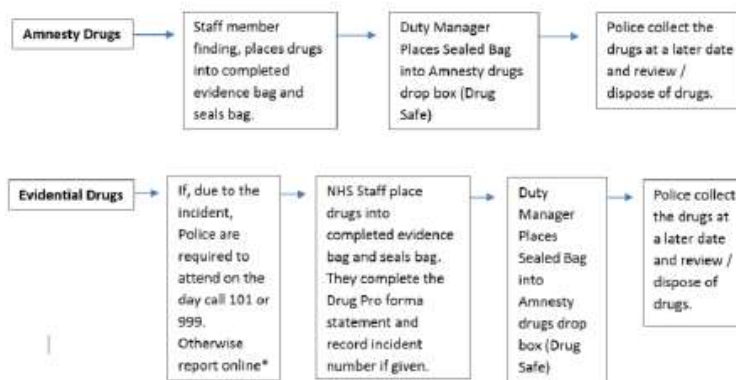 Amnesty Drugs
Staff member
finding, places drugs
into completed
evidence bag and
seals bag.
Duty Manager
Places Sealed Bag
into Amnesty drugs
drop box (Drug
Safe)
Police collect the
drugs at a later date
and review /
dispose of drugs.
Evidential Drugs
If, due to the
incident,
Police are
required to
attend on the
day call 101 or
999.
Otherwise
report online*
NHS Staff place
drugs into
completed evidence
bag and seals bag.
They complete the
Drug Pro forma
statement and
record incident
number if given.
Duty
Manager
Places
Sealed Bag
into
Amnesty
drugs drop
box (Drug
Safe)
Police collect
the drugs at
a later date
and review /
dispose of
drugs.